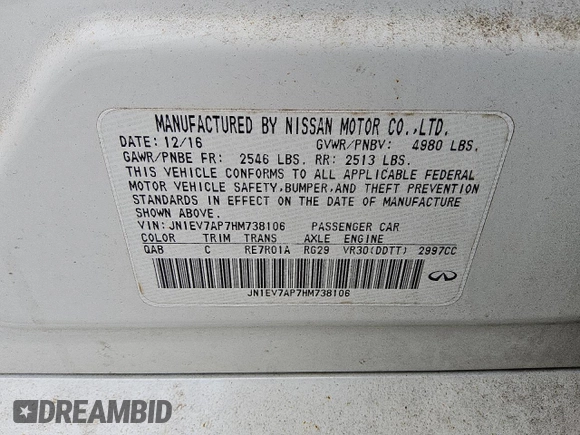 MANUFACTURED BY NISSAN MOTOR CO.,LTD.
DATE: 12/16 GVWR/PNBV: 4980 LBS.
GAWR/PNBE FR: 2546 LBS. RR: 2513 LBS.
THIS VEHICLE CONFORMS TO ALL APPLICABLE FEDERAL
MOTOR VEHICLE SAFETY,BUMPER,AND THEFT PREVENTION
STANDARDS IN EFFECT ON THE DATE OF MANUFACTURE
SHOWN ABOVE.
VIN: JN1EV7AP7HM738106 PASSENGER CAR
COLOR TRIM TRANS AXLE ENGINE
QAB C RE7R01A RG29 VR30(DDTT) 2997CC
JN1EV7AP7HM738106
DREAMBID